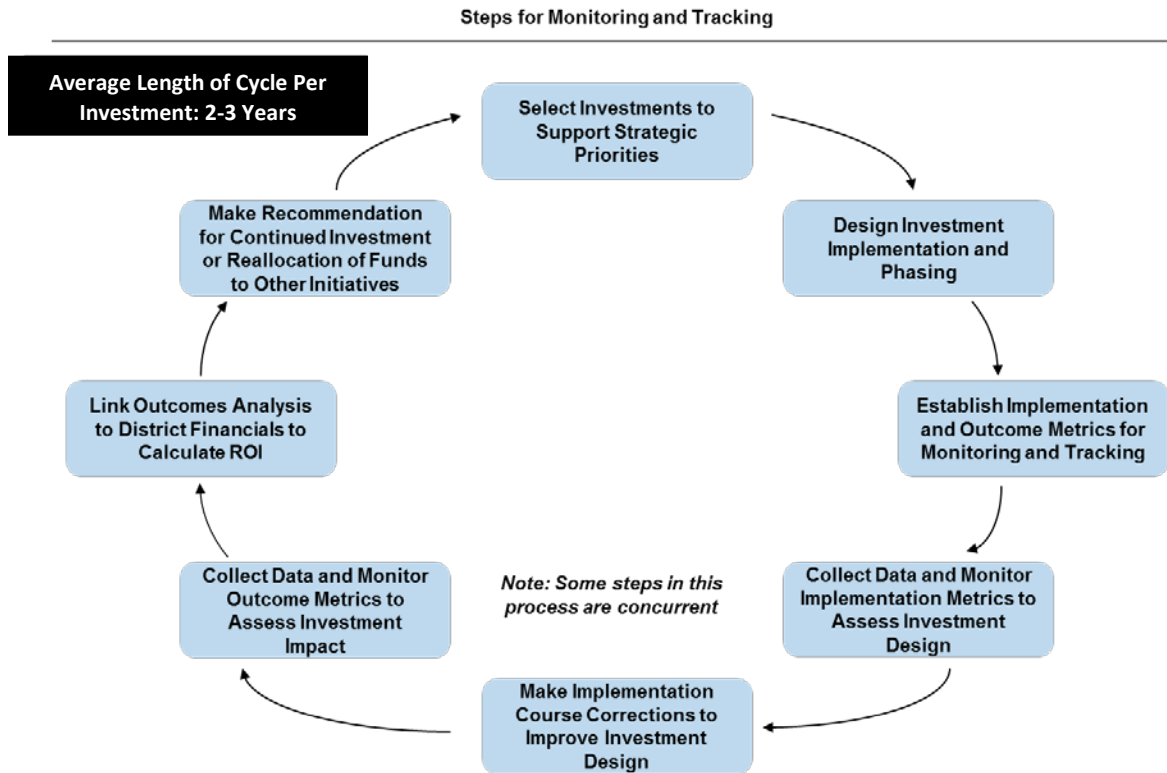 Steps for Monitoring and Tracking
Average Length of Cycle Per
Investment: 2-3 Years
Select Investments to
Support Strategic
Priorities
Design Investment
Implementation and
Phasing
Establish Implementation
and Outcome Metrics for
Monitoring and Tracking
Collect Data and Monitor
Implementation Metrics to
Assess Investment
Design
Make Implementation
Course Corrections to
Improve Investment
Design
Collect Data and Monitor
Outcome Metrics to
Assess Investment
Impact
Link Outcomes Analysis
to District Financials to
Calculate ROI
Make Recommendation
for Continued Investment
or Reallocation of Funds
to Other Initiatives
Note: Some steps in this
process are concurrent